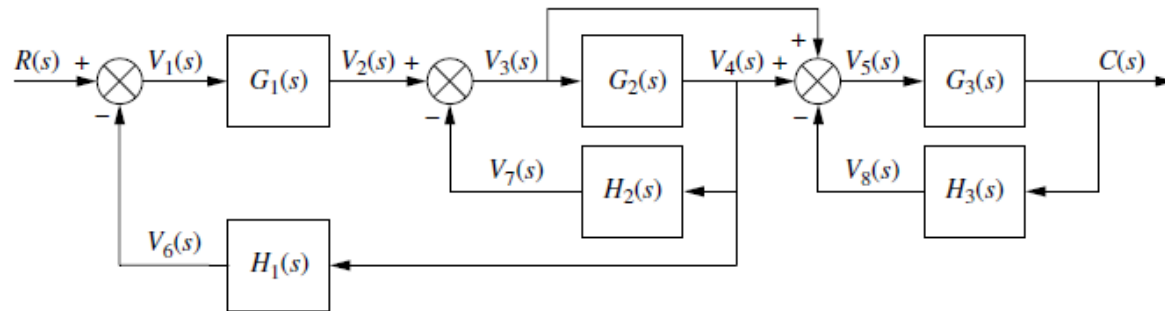 +
R(s) + V₁(s) G₁(s) V₂(s) + V₃(s) G₂(s) V₄(s) + V₅(s) G₃(s) C(s)
− − −
V₇(s) H₂(s) V₈(s) H₃(s)
V₆(s) H₁(s)